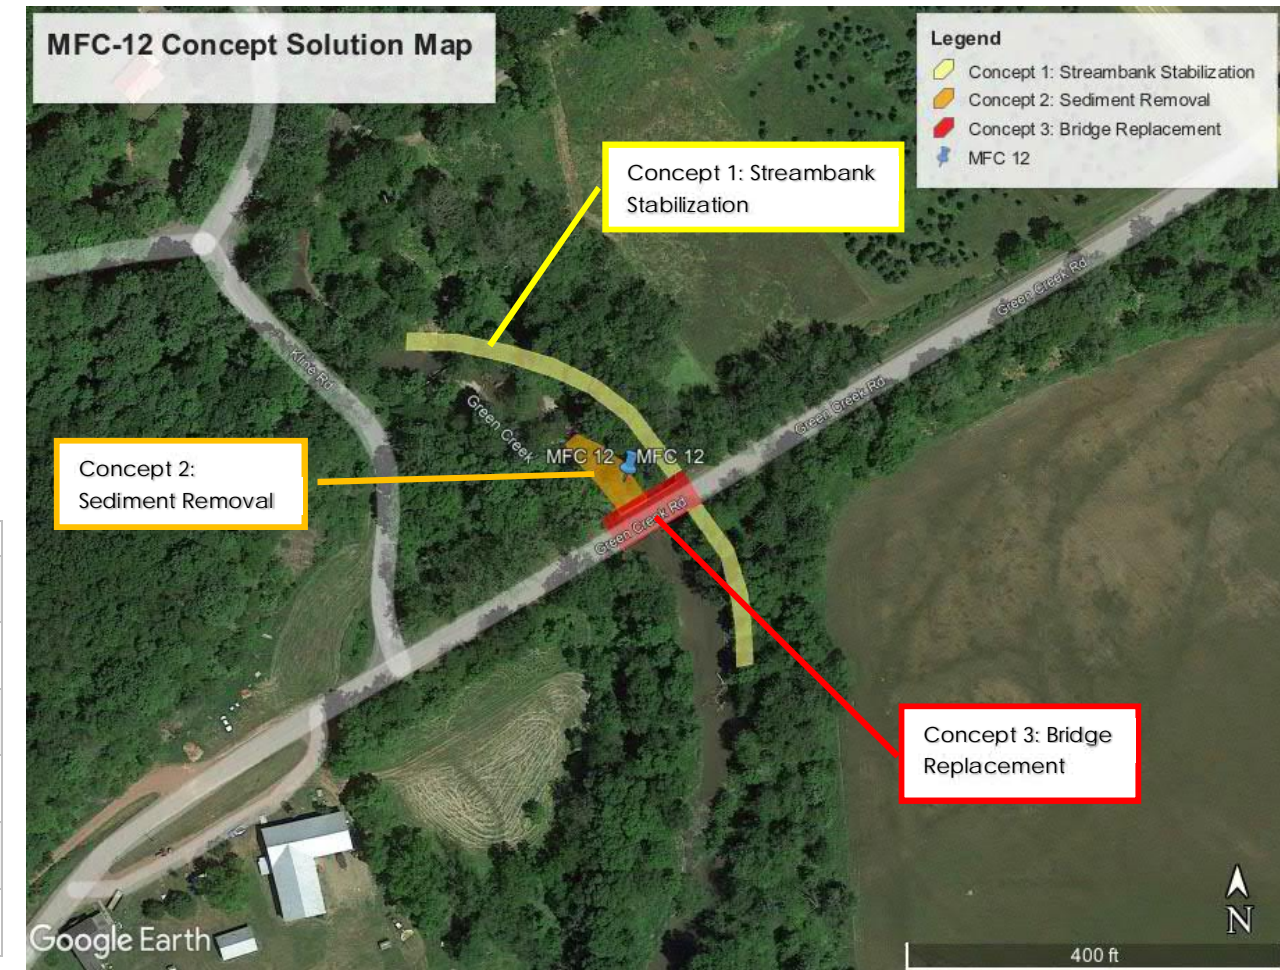 MFC-12 Concept Solution Map
Legend
Concept 1: Streambank Stabilization
Concept 2: Sediment Removal
Concept 3: Bridge Replacement
MFC 12
Concept 1: Streambank
Stabilization
Green Creek Rd
Kline Rd
Green Creek Rd
Green Creek
MFC 12
MFC 12
Concept 2:
Sediment Removal
Green Creek Rd
Concept 3: Bridge
Replacement
N
Google Earth
400 ft